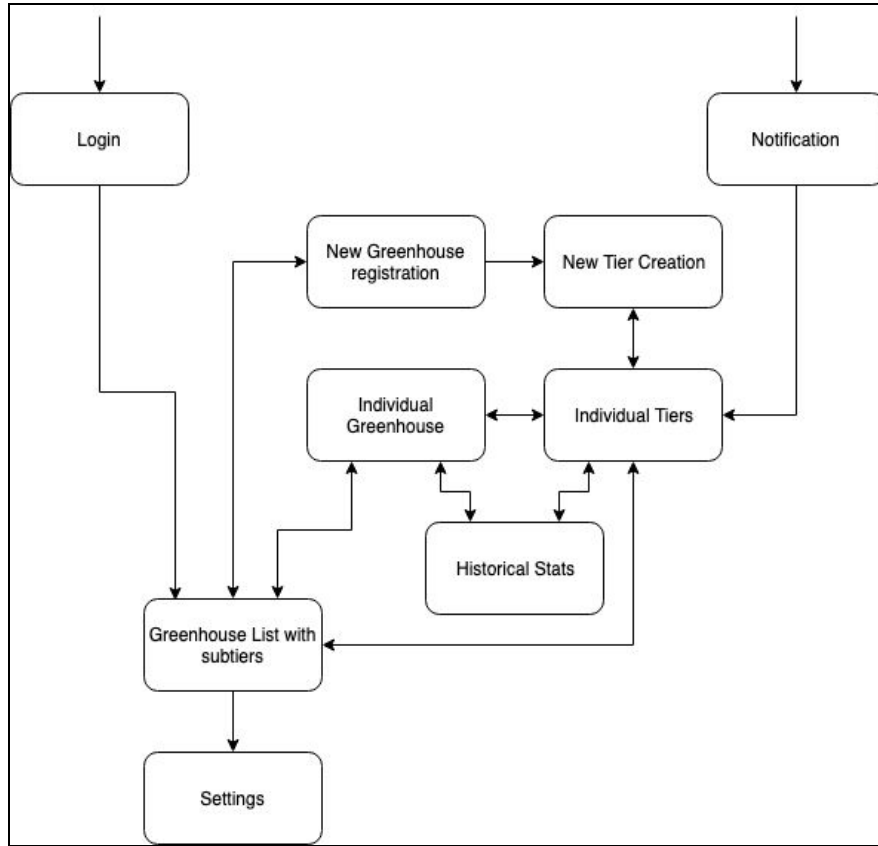 Login
Notification
New Greenhouse
registration
New Tier Creation
Individual
Greenhouse
Individual Tiers
Historical Stats
Greenhouse List with
subtiers
Settings